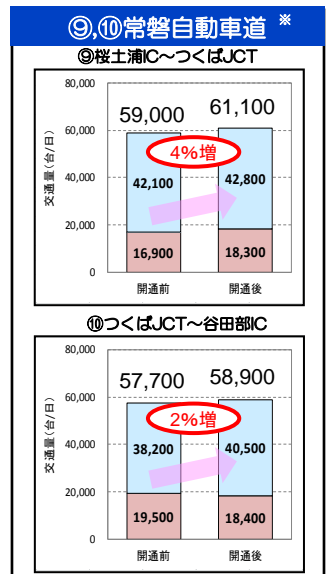 ⑨,⑩常磐自動車道 ※
⑨桜土浦IC～つくばJCT
交通量（台/日）
80,000
60,000
40,000
20,000
0
59,000
61,100
4%増
42,100
42,800
16,900
18,300
開通前
開通後
⑩つくばJCT～谷田部IC
交通量（台/日）
80,000
60,000
40,000
20,000
0
57,700
58,900
2%増
38,200
40,500
19,500
18,400
開通前
開通後